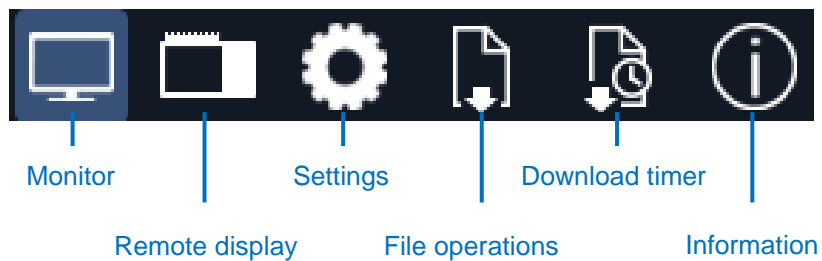 Monitor
Settings
Download timer
Remote display
File operations
Information